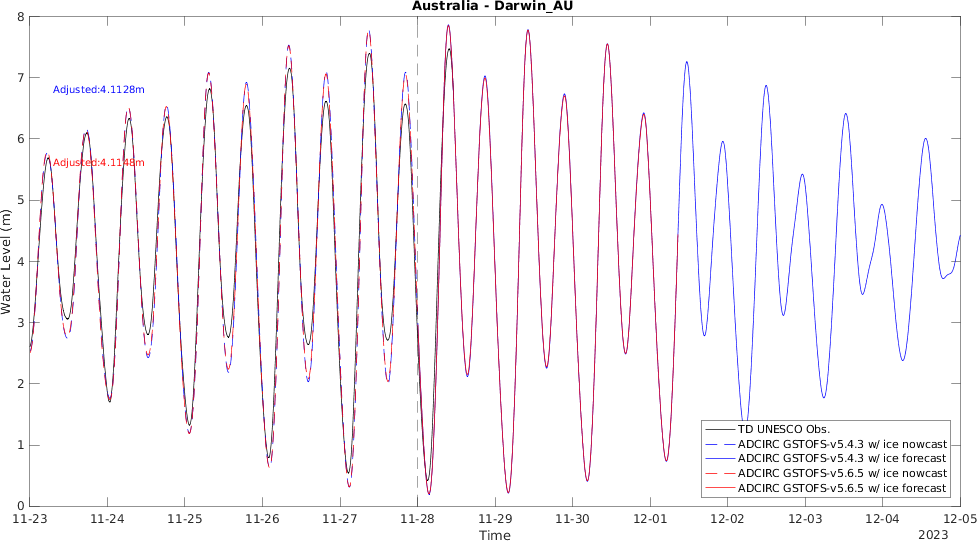 Australia - Darwin_AU
8
7
6
5
4
3
2
1
0
Water Level (m)
Adjusted:4.1128m
Adjusted:4.1148m
TD UNESCO Obs.
ADCIRC GSTOFS-v5.4.3 w/ ice nowcast
ADCIRC GSTOFS-v5.4.3 w/ ice forecast
ADCIRC GSTOFS-v5.6.5 w/ ice nowcast
ADCIRC GSTOFS-v5.6.5 w/ ice forecast
11-23 11-24 11-25 11-26 11-27 11-28 11-29 11-30 12-01 12-02 12-03 12-04 12-05
Time
2023